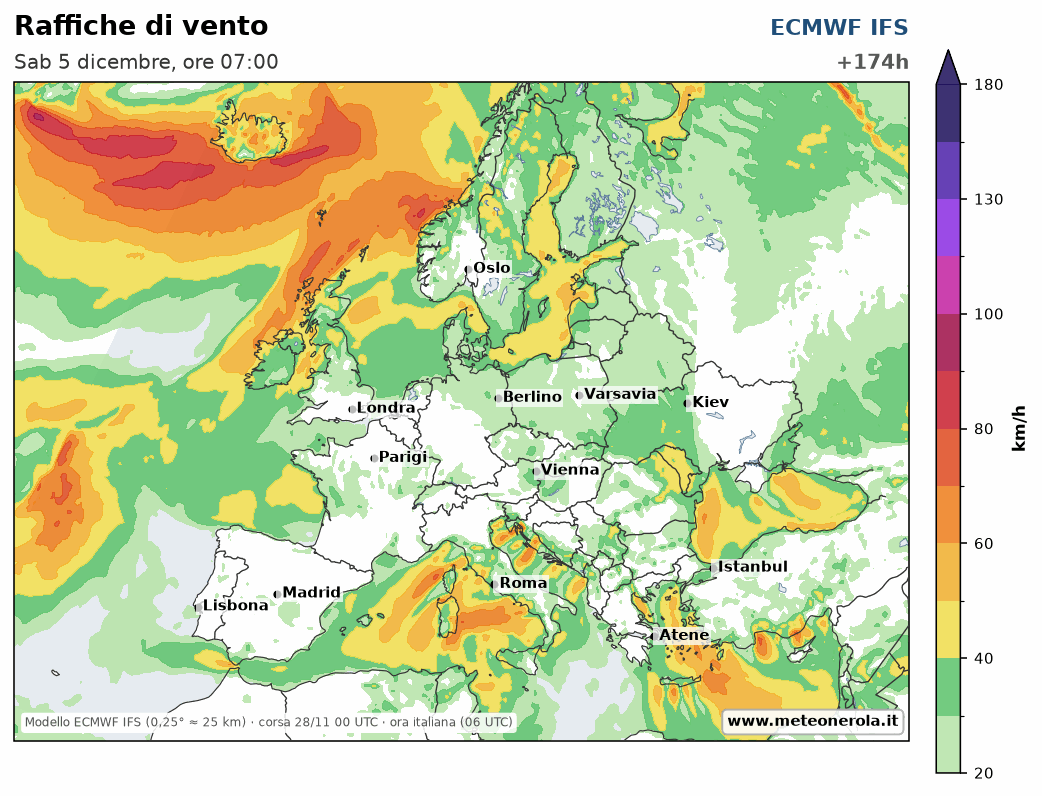 Raffiche di vento
ECMWF IFS
Sab 5 dicembre, ore 07:00
+174h
180
130
100
80
60
40
20
km/h
Oslo
Berlino
Varsavia
Kiev
Londra
Parigi
Vienna
Istanbul
Roma
Madrid
Lisbona
Atene
Modello ECMWF IFS (0,25° ≈ 25 km) · corsa 28/11 00 UTC · ora italiana (06 UTC)
www.meteonerola.it